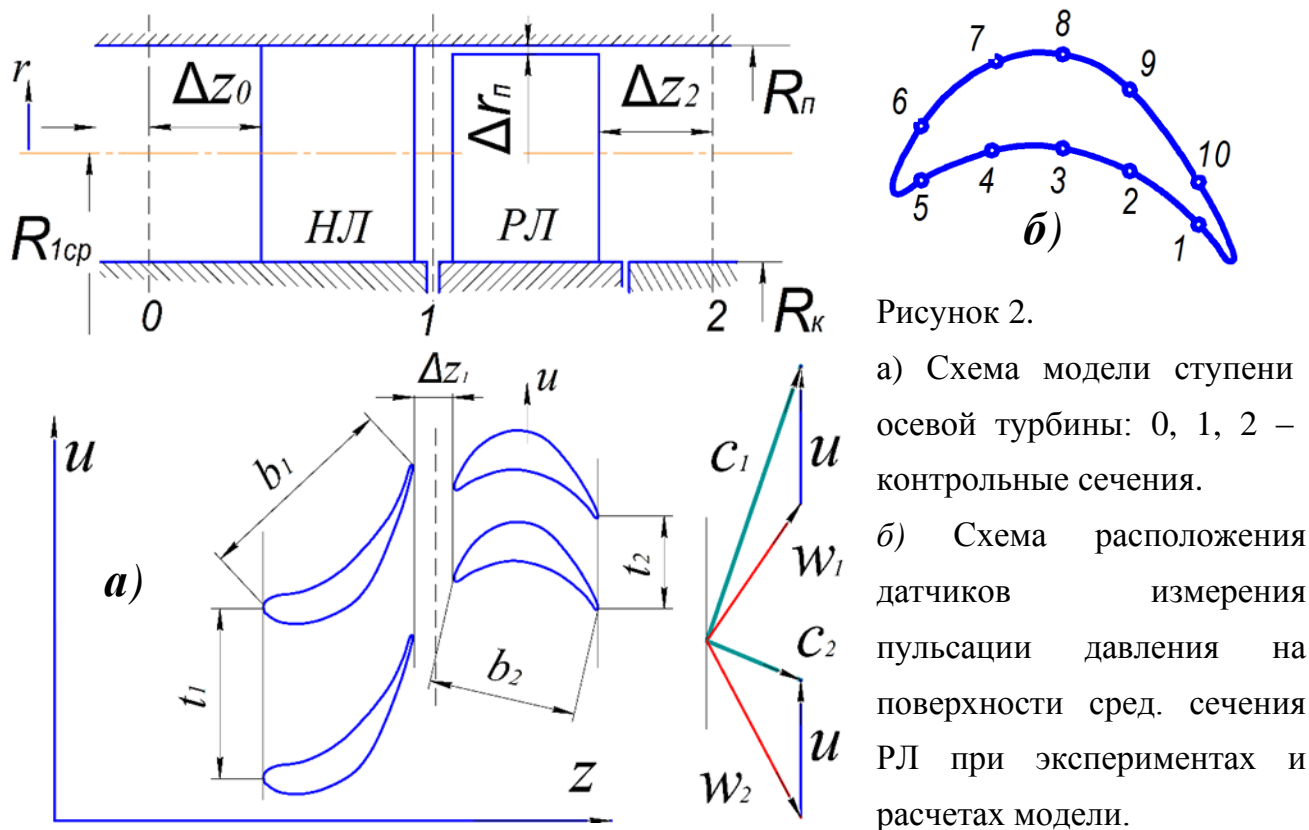 r
Δz0
Δrп
Δz2
Rп
R1ср
НЛ
РЛ
Rк
0
1
2
7
8
9
6
10
5
4
3
2
1
б)
u
b1
Δz1
u
а)
t1
t2
b2
z
c1
u
w1
c2
u
w2
Рисунок 2.
а) Схема модели ступени
осевой турбины: 0, 1, 2 –
контрольные сечения.
б) Схема расположения
датчиков измерения
пульсации давления на
поверхности сред. сечения
РЛ при экспериментах и
расчетах модели.